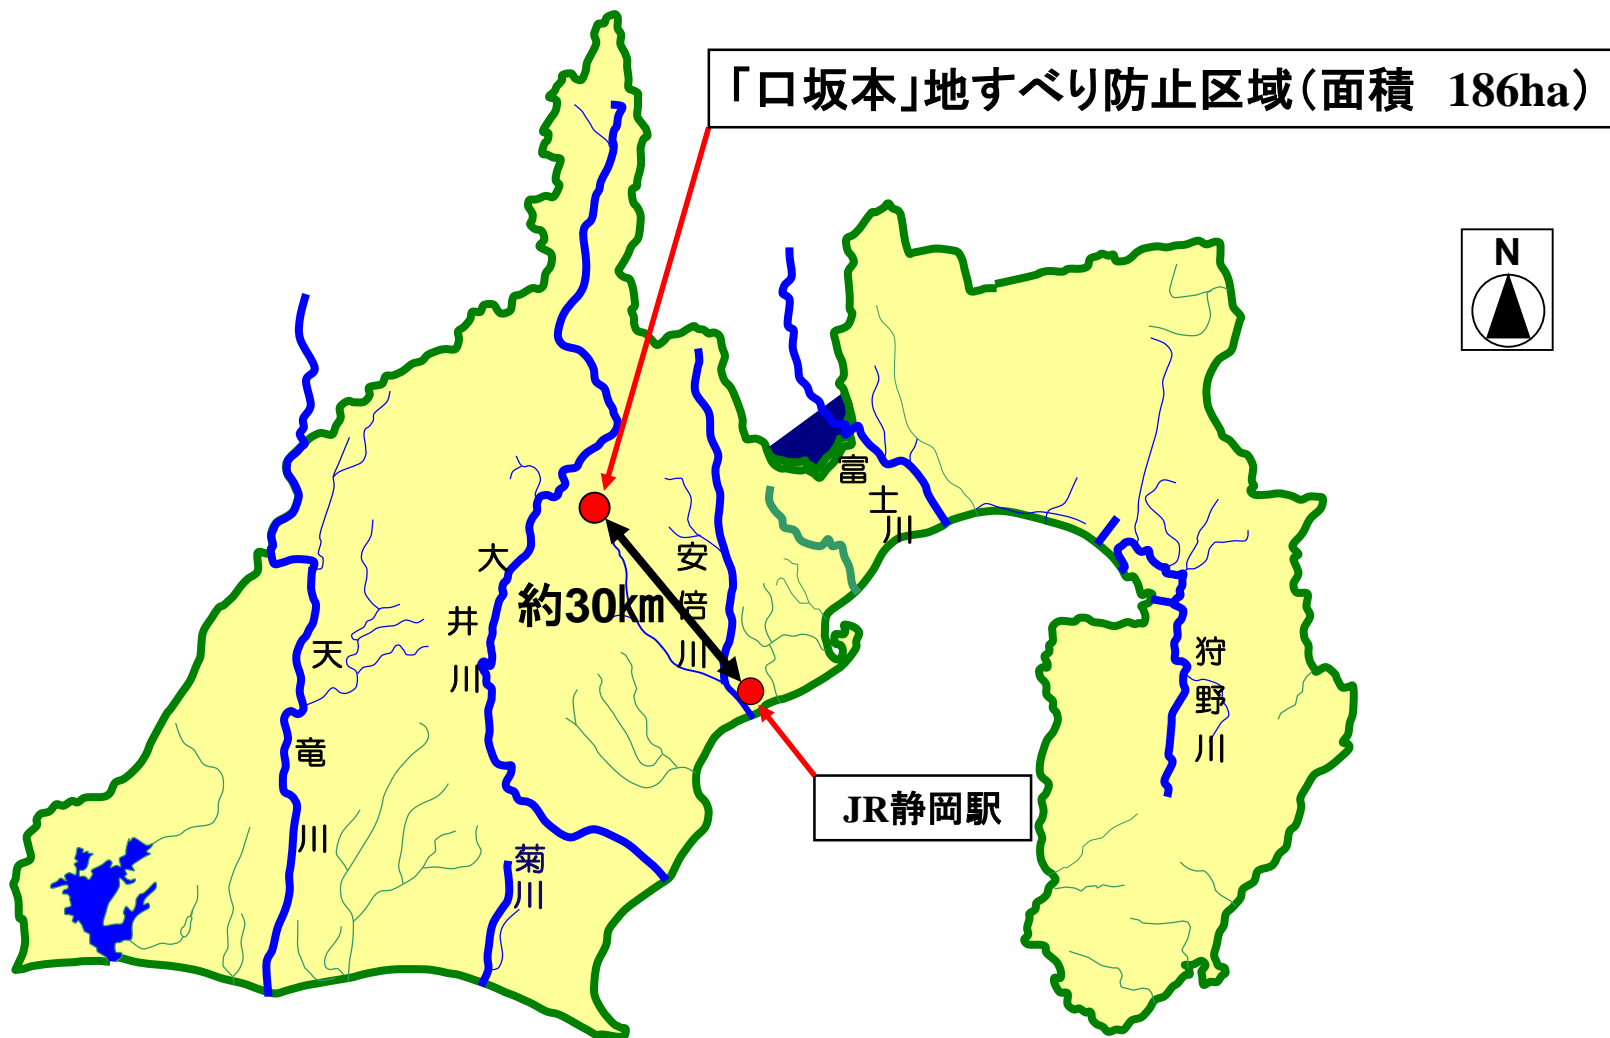 「口坂本」地すべり防止区域（面積　186ha）
N
富士川
安倍川
大井川
約30㎞
天竜川
狩野川
JR静岡駅
菊川